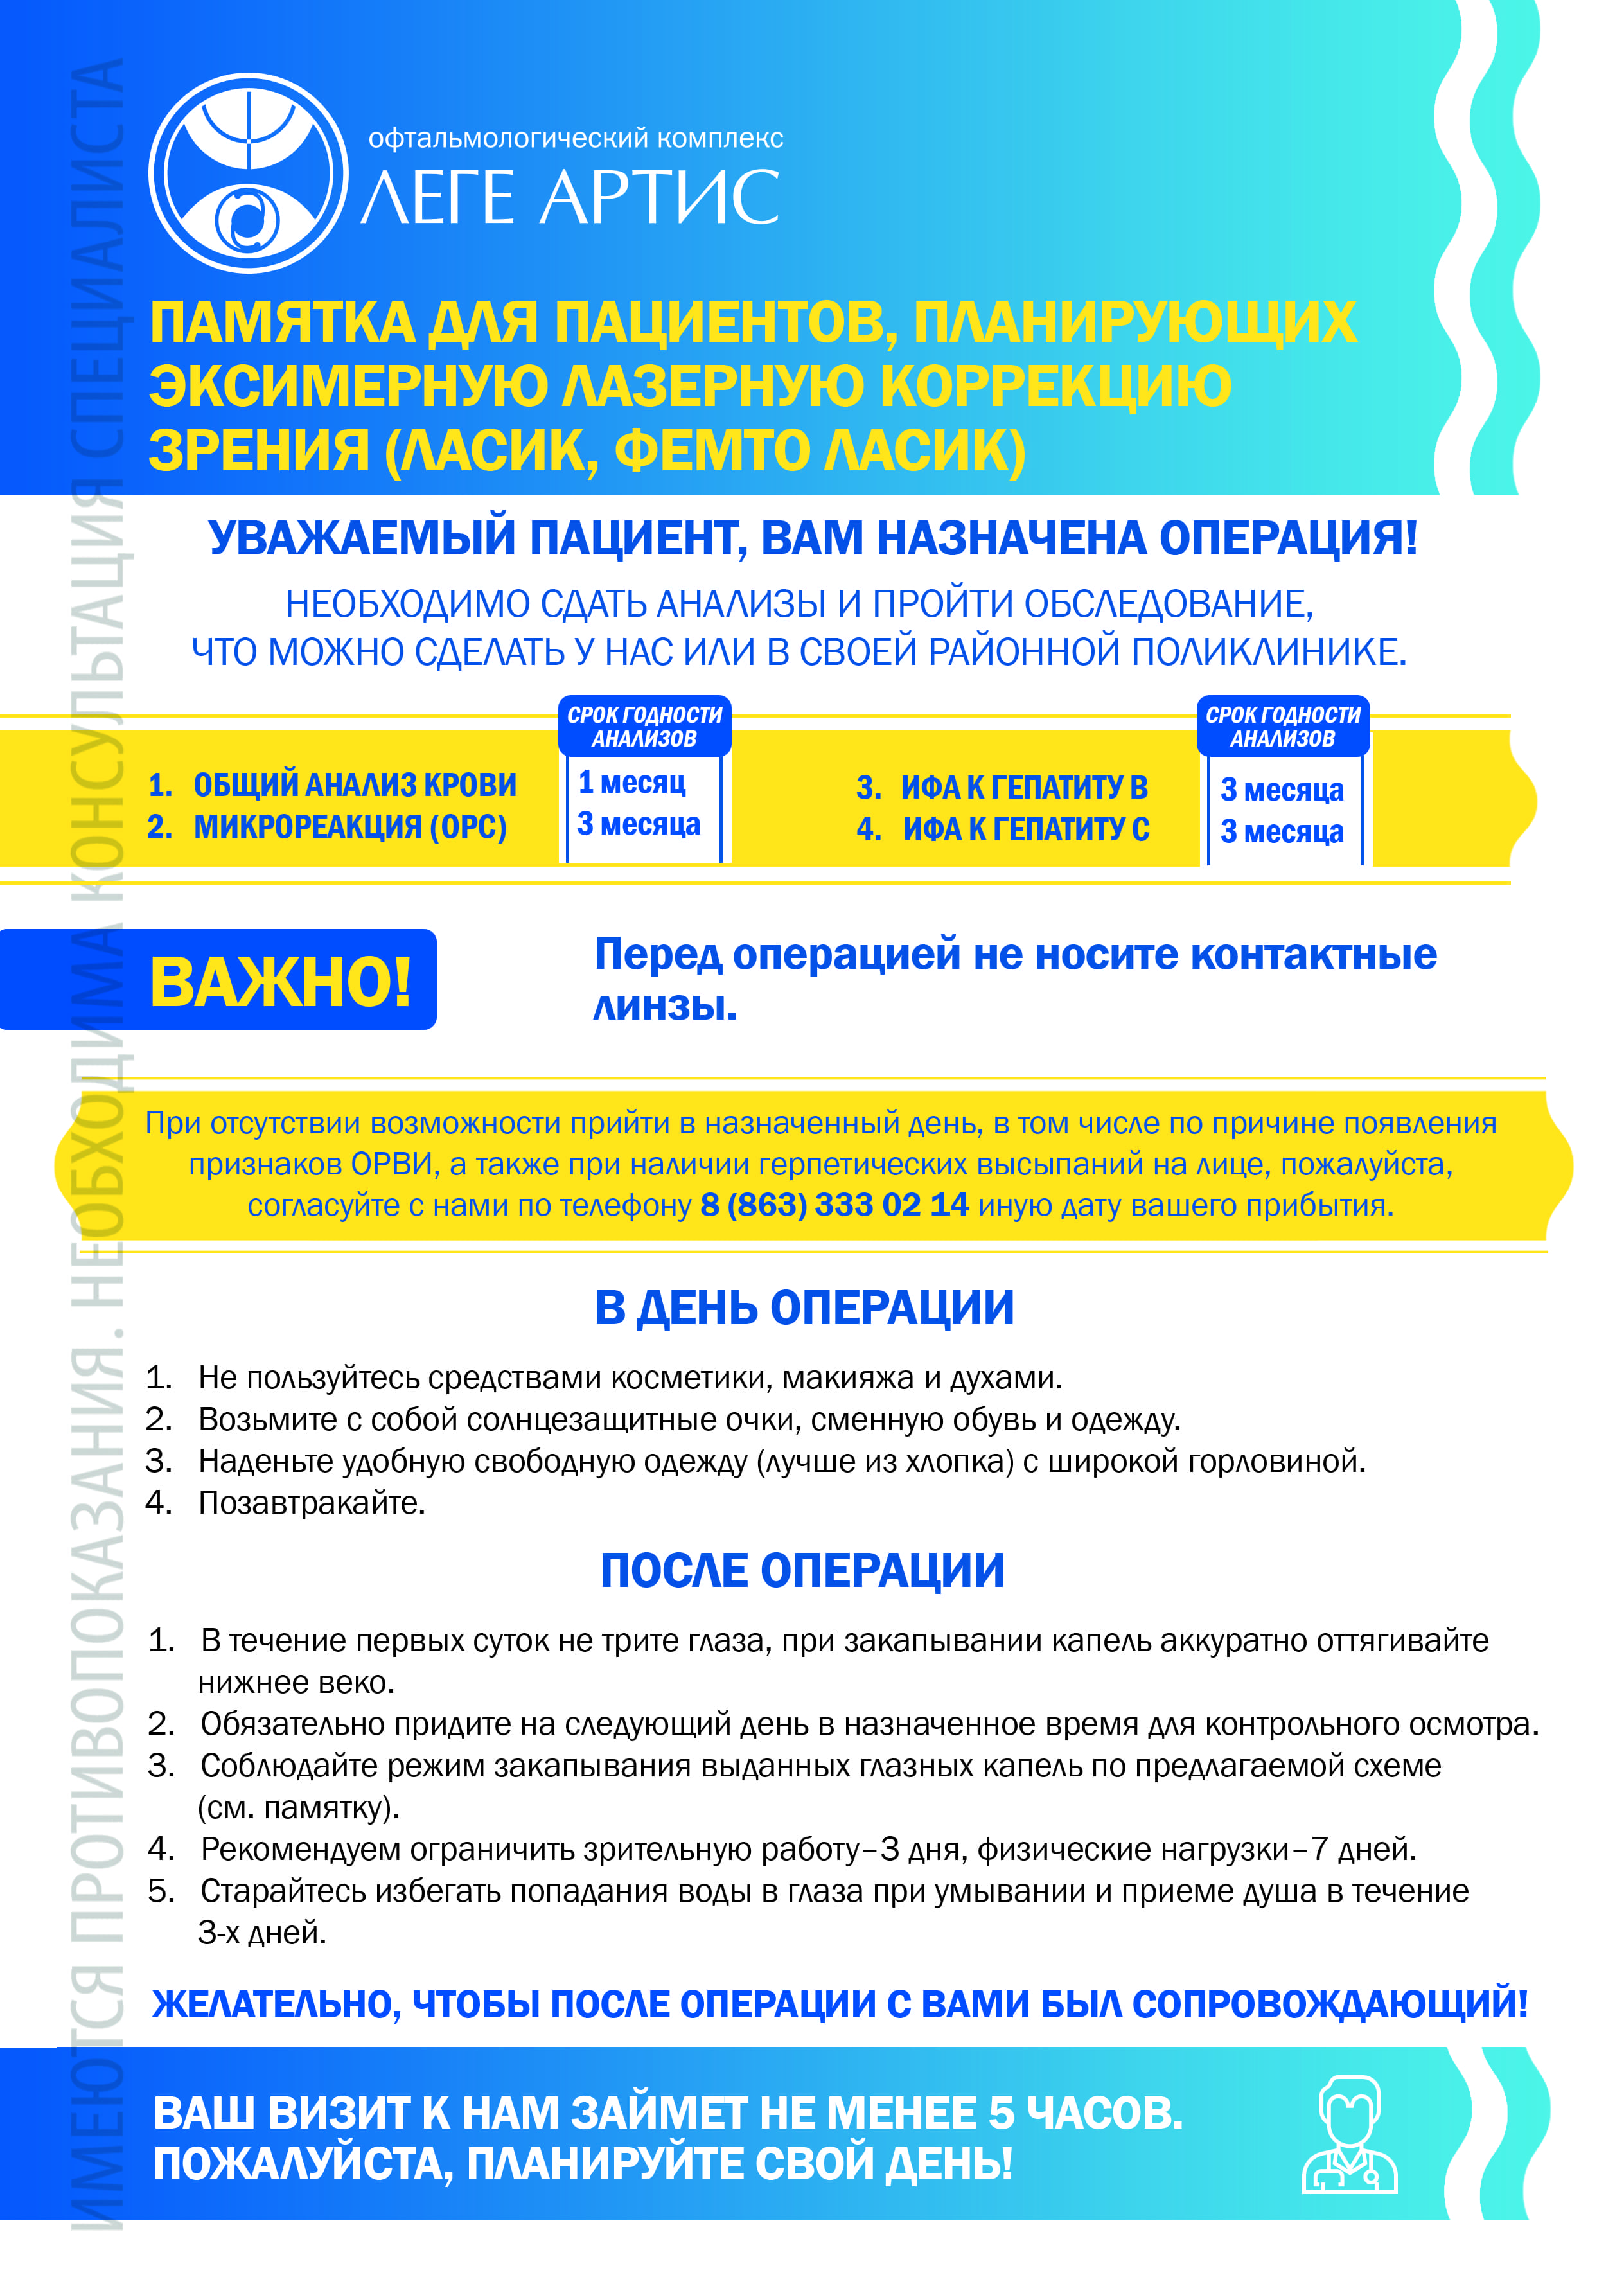 офтальмологический комплекс
ЛЕГЕ АРТИС
ПАМЯТКА ДЛЯ ПАЦИЕНТОВ, ПЛАНИРУЮЩИХ
ЭКСИМЕРНУЮ ЛАЗЕРНУЮ КОРРЕКЦИЮ
ЗРЕНИЯ (ЛАСИК, ФЕМТО ЛАСИК)
УВАЖАЕМЫЙ ПАЦИЕНТ, ВАМ НАЗНАЧЕНА ОПЕРАЦИЯ!
НЕОБХОДИМО СДАТЬ АНАЛИЗЫ И ПРОЙТИ ОБСЛЕДОВАНИЕ,
ЧТО МОЖНО СДЕЛАТЬ У НАС ИЛИ В СВОЕЙ РАЙОННОЙ ПОЛИКЛИНИКЕ.
СРОК ГОДНОСТИ
АНАЛИЗОВ
1. ОБЩИЙ АНАЛИЗ КРОВИ 1 месяц
2. МИКРОРЕАКЦИЯ (ОРС) 3 месяца
СРОК ГОДНОСТИ
АНАЛИЗОВ
3. ИФА К ГЕПАТИТУ В 3 месяца
4. ИФА К ГЕПАТИТУ С 3 месяца
ВАЖНО!
Перед операцией не носите контактные
линзы.
При отсутствии возможности прийти в назначенный день, в том числе по причине появления
признаков ОРВИ, а также при наличии герпетических высыпаний на лице, пожалуйста,
согласуйте с нами по телефону 8 (863) 333 02 14 иную дату вашего прибытия.
В ДЕНЬ ОПЕРАЦИИ
1. Не пользуйтесь средствами косметики, макияжа и духами.
2. Возьмите с собой солнцезащитные очки, сменную обувь и одежду.
3. Наденьте удобную свободную одежду (лучше из хлопка) с широкой горловиной.
4. Позавтракайте.
ПОСЛЕ ОПЕРАЦИИ
1. В течение первых суток не трите глаза, при закапывании капель аккуратно оттягивайте
нижнее веко.
2. Обязательно придите на следующий день в назначенное время для контрольного осмотра.
3. Соблюдайте режим закапывания выданных глазных капель по предлагаемой схеме
(см. памятку).
4. Рекомендуем ограничить зрительную работу–3 дня, физические нагрузки–7 дней.
5. Старайтесь избегать попадания воды в глаза при умывании и приеме душа в течение
3-х дней.
ЖЕЛАТЕЛЬНО, ЧТОБЫ ПОСЛЕ ОПЕРАЦИИ С ВАМИ БЫЛ СОПРОВОЖДАЮЩИЙ!
ВАШ ВИЗИТ К НАМ ЗАЙМЕТ НЕ МЕНЕЕ 5 ЧАСОВ.
ПОЖАЛУЙСТА, ПЛАНИРУЙТЕ СВОЙ ДЕНЬ!
ИМЕЮТСЯ ПРОТИВОПОКАЗАНИЯ. НЕОБХОДИМА КОНСУЛЬТАЦИЯ СПЕЦИАЛИСТА